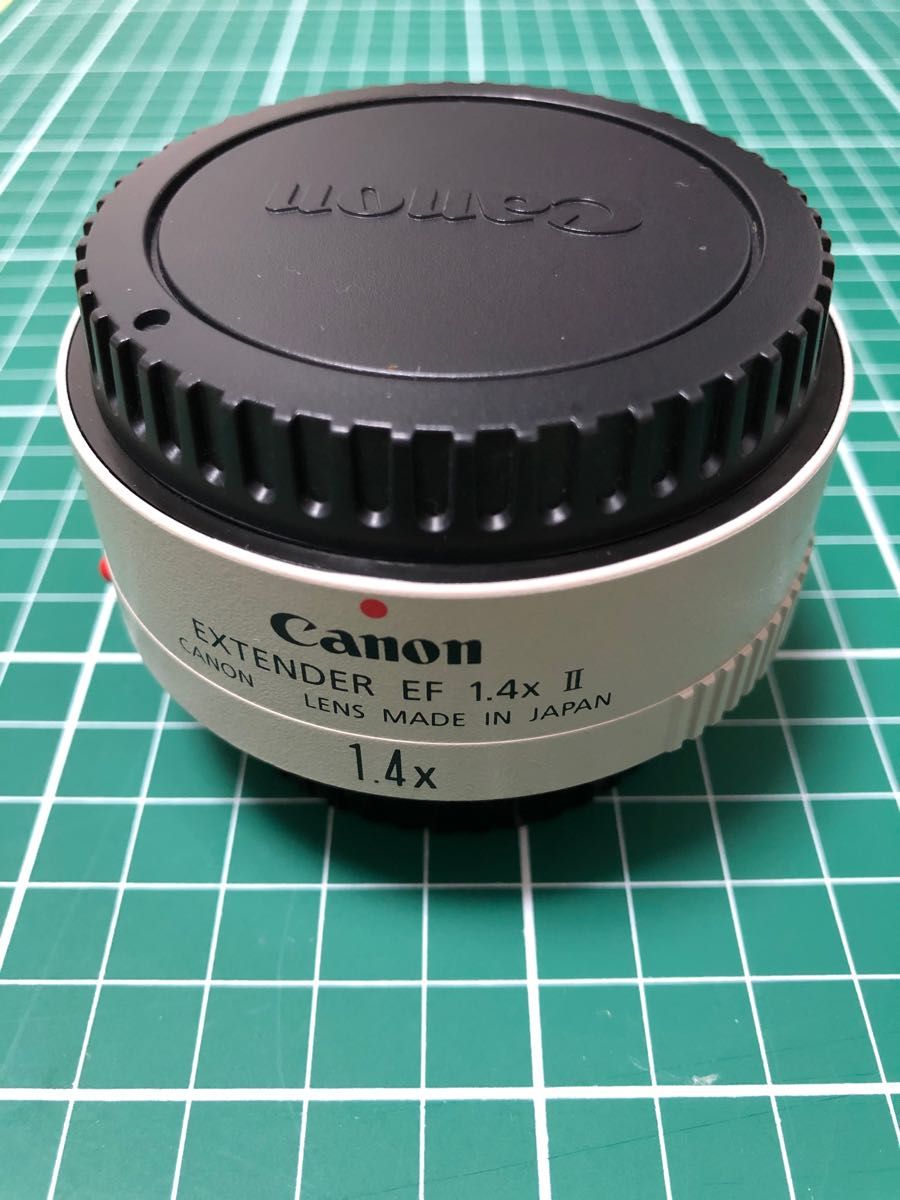 Canon
Canon
EXTENDER EF 1.4x II
CANON LENS MADE IN JAPAN
1.4x